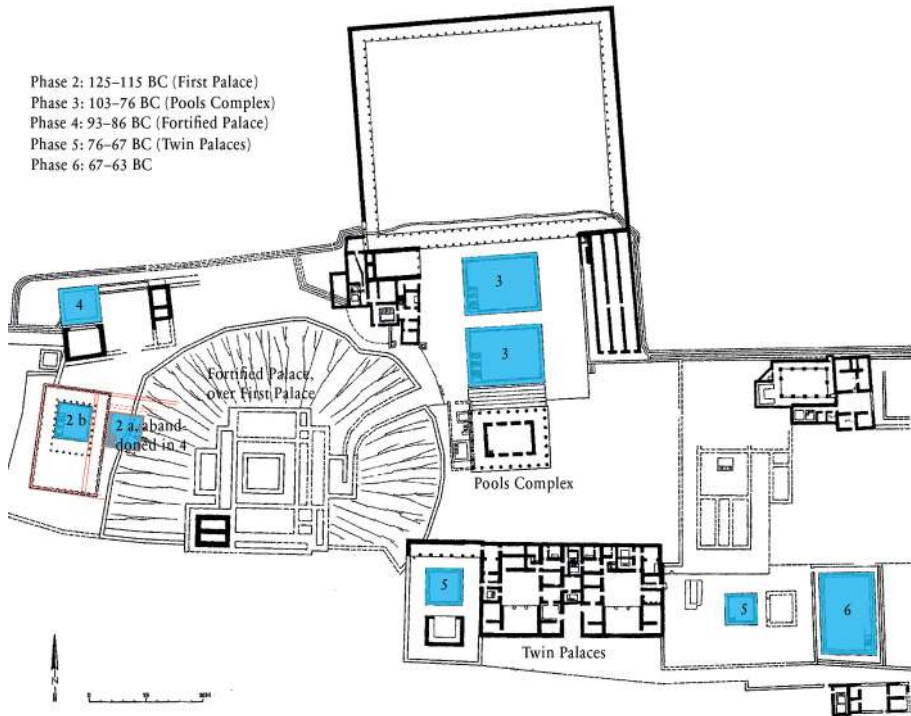 Phase 2: 125–115 BC (First Palace)
Phase 3: 103–76 BC (Pools Complex)
Phase 4: 93–86 BC (Fortified Palace)
Phase 5: 76–67 BC (Twin Palaces)
Phase 6: 67–63 BC
3
4
3
Fortified Palace,
over First Palace
2 b
2 a, aban-
doned in 4
Pools Complex
5
5
6
Twin Palaces
N
0